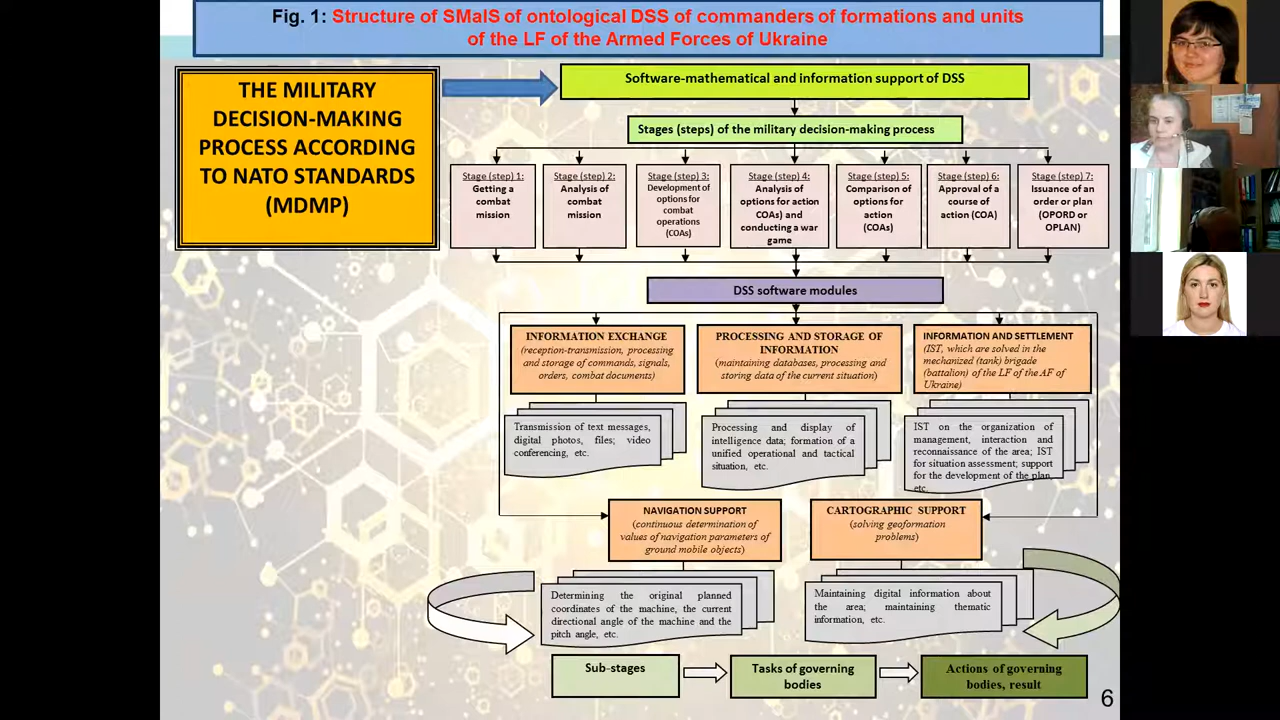 Fig. 1: Structure of SMaIS of ontological DSS of commanders of formations and units
of the LF of the Armed Forces of Ukraine
THE MILITARY
DECISION-MAKING
PROCESS ACCORDING
TO NATO STANDARDS
(MDMP)
Software-mathematical and information support of DSS
Stages (steps) of the military decision-making process
Stage (step) 1:
Getting a
combat
mission
Stage (step) 2:
Analysis of
combat
mission
Stage (step) 3:
Development of
options for
combat
operations
(COAs)
Stage (step) 4:
Analysis of
options for action
COAs) and
conducting a war
game
Stage (step) 5:
Comparison of
options for
action
(COAs)
Stage (step) 6:
Approval of a
course of
action (COA)
Stage (step) 7:
Issuance of an
order or plan
(OPORD or
OPLAN)
DSS software modules
INFORMATION EXCHANGE
(reception-transmission, processing
and storage of commands, signals,
orders, combat documents)
PROCESSING AND STORAGE OF
INFORMATION
(maintaining databases, processing and
storing data of the current situation)
INFORMATION AND SETTLEMENT
(IST, which are solved in the
mechanized (tank) brigade
(battalion) of the LF of the AF of
Ukraine)
Transmission of text messages,
digital photos, files; video
conferencing, etc.
Processing and display of
intelligence data; formation of a
unified operational and tactical
situation, etc.
IST on the organization of
management, interaction and
reconnaissance of the area; IST
for situation assessment; support
for the development of the plan,
etc.
NAVIGATION SUPPORT
(continuous determination of
values of navigation parameters of
ground mobile objects)
CARTOGRAPHIC SUPPORT
(solving geoformation
problems)
Determining the original planned
coordinates of the machine, the current
directional angle of the machine and the
pitch angle, etc.
Maintaining digital information about
the area; maintaining thematic
information, etc.
Sub-stages
Tasks of governing
bodies
Actions of governing
bodies, result
6